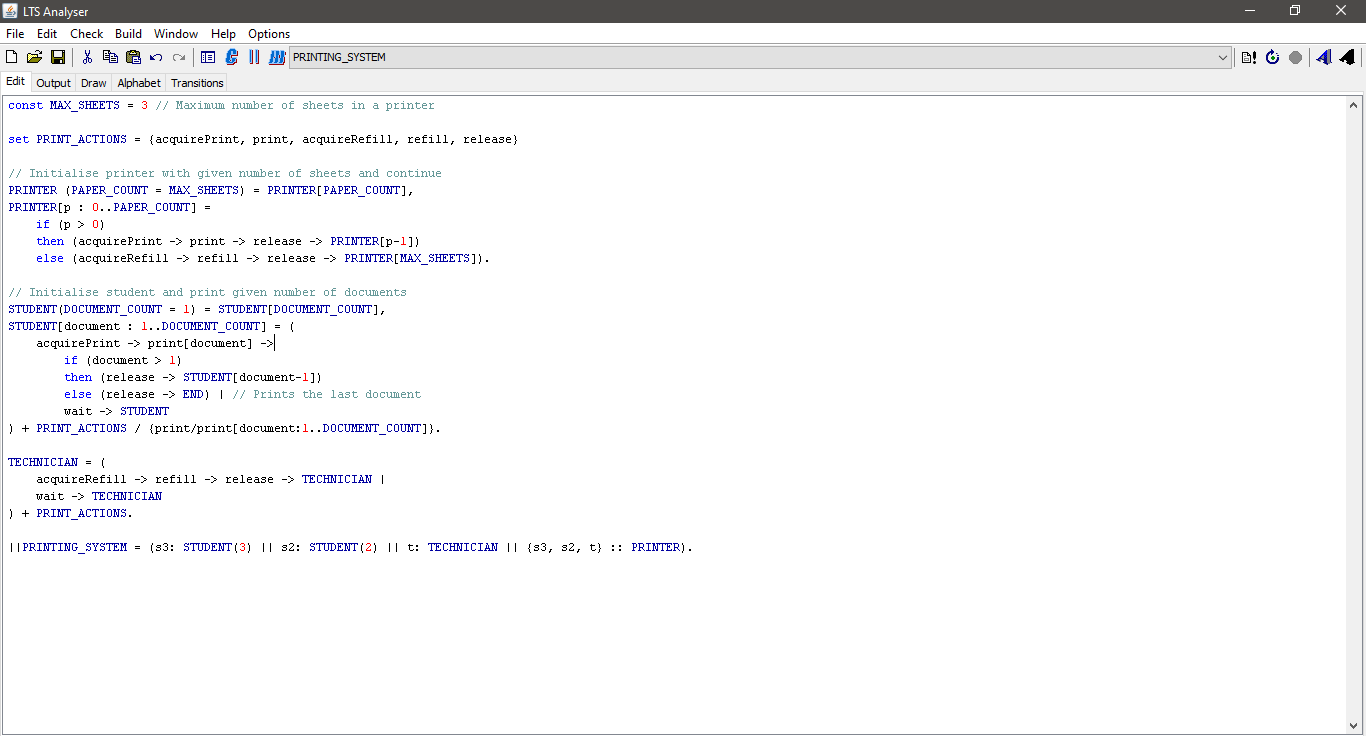 LTS Analyser
File Edit Check Build Window Help Options
PRINTING_SYSTEM
Edit Output Draw Alphabet Transitions
const MAX_SHEETS = 3 // Maximum number of sheets in a printer
set PRINT_ACTIONS = {acquirePrint, print, acquireRefill, refill, release}
// Initialise printer with given number of sheets and continue
PRINTER (PAPER_COUNT = MAX_SHEETS) = PRINTER[PAPER_COUNT],
PRINTER[p : 0..PAPER_COUNT] =
    if (p > 0)
    then (acquirePrint -> print -> release -> PRINTER[p-1])
    else (acquireRefill -> refill -> release -> PRINTER[MAX_SHEETS]).
// Initialise student and print given number of documents
STUDENT(DOCUMENT_COUNT = 1) = STUDENT[DOCUMENT_COUNT],
STUDENT[document : 1..DOCUMENT_COUNT] = (
    acquirePrint -> print[document] ->
        if (document > 1)
        then (release -> STUDENT[document-1])
        else (release -> END) | // Prints the last document
        wait -> STUDENT
) + PRINT_ACTIONS / {print/print[document:1..DOCUMENT_COUNT]}.
TECHNICIAN = (
    acquireRefill -> refill -> release -> TECHNICIAN |
    wait -> TECHNICIAN
) + PRINT_ACTIONS.
||PRINTING_SYSTEM = (s3: STUDENT(3) || s2: STUDENT(2) || t: TECHNICIAN || {s3, s2, t} :: PRINTER).